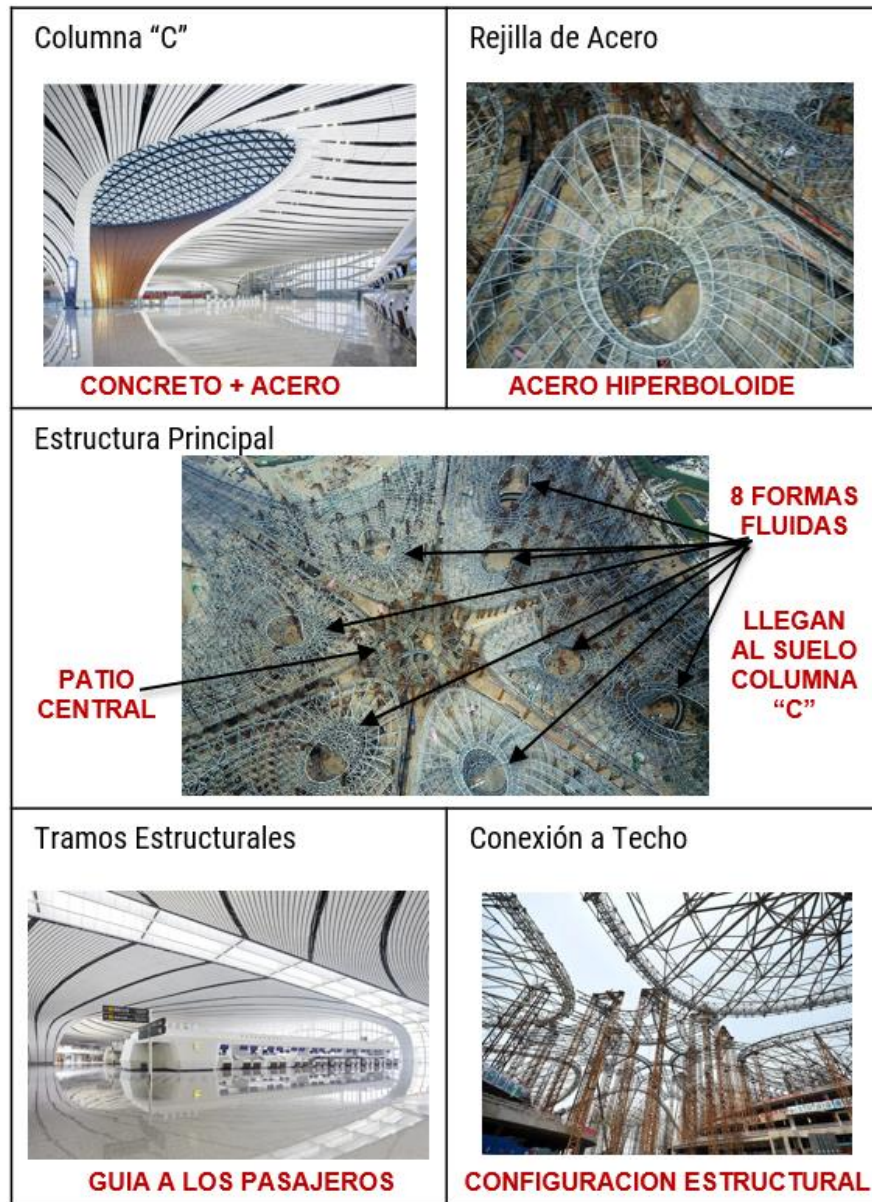 Columna “C”
CONCRETO + ACERO
Rejilla de Acero
ACERO HIPERBOLOIDE
Estructura Principal
8 FORMAS
FLUIDAS
LLEGAN
AL SUELO
COLUMNA
“C”
PATIO
CENTRAL
Tramos Estructurales
GUIA A LOS PASAJEROS
Conexión a Techo
CONFIGURACION ESTRUCTURAL